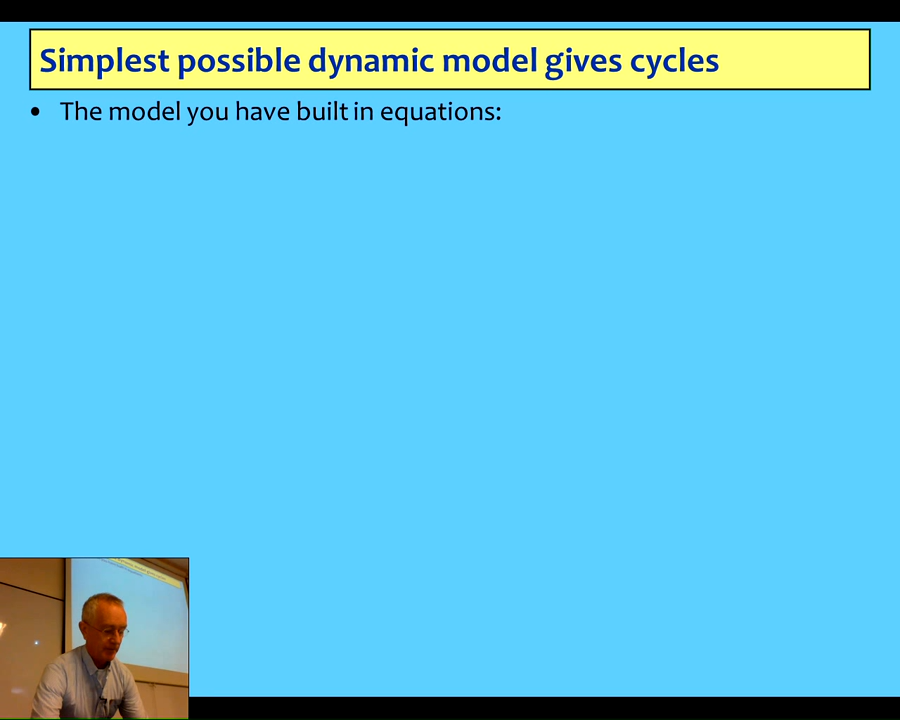 Simplest possible dynamic model gives cycles
• The model you have built in equations: